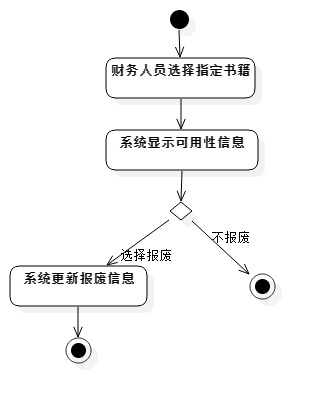 财务人员选择指定书籍
系统显示可用性信息
不报废
选择报废
系统更新报废信息